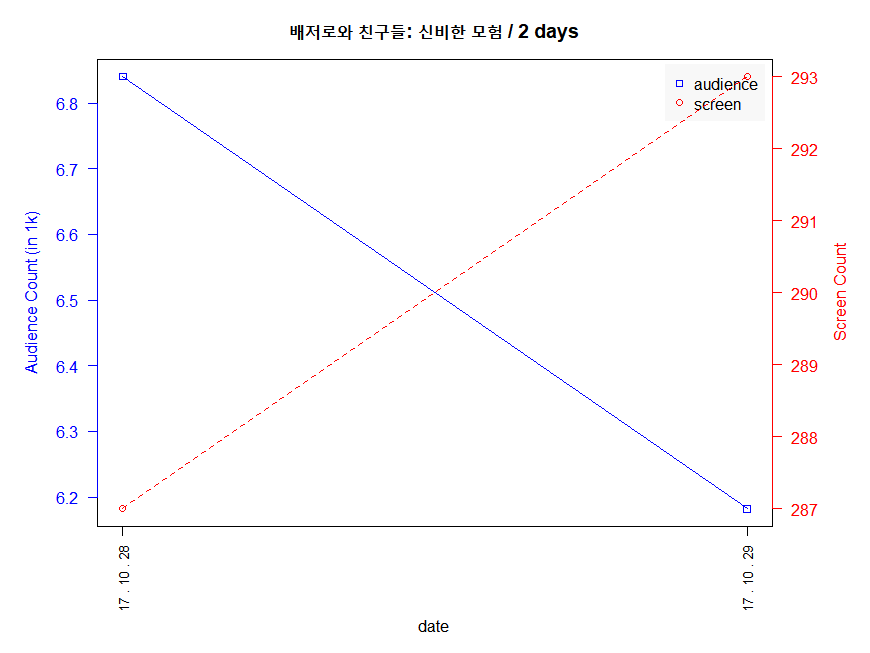 배저로와 친구들: 신비한 모험 / 2 days
audience
screen
Audience Count (in 1k)
6.8
6.7
6.6
6.5
6.4
6.3
6.2
293
292
291
290
289
288
287
Screen Count
17 . 10 . 28
17 . 10 . 29
date